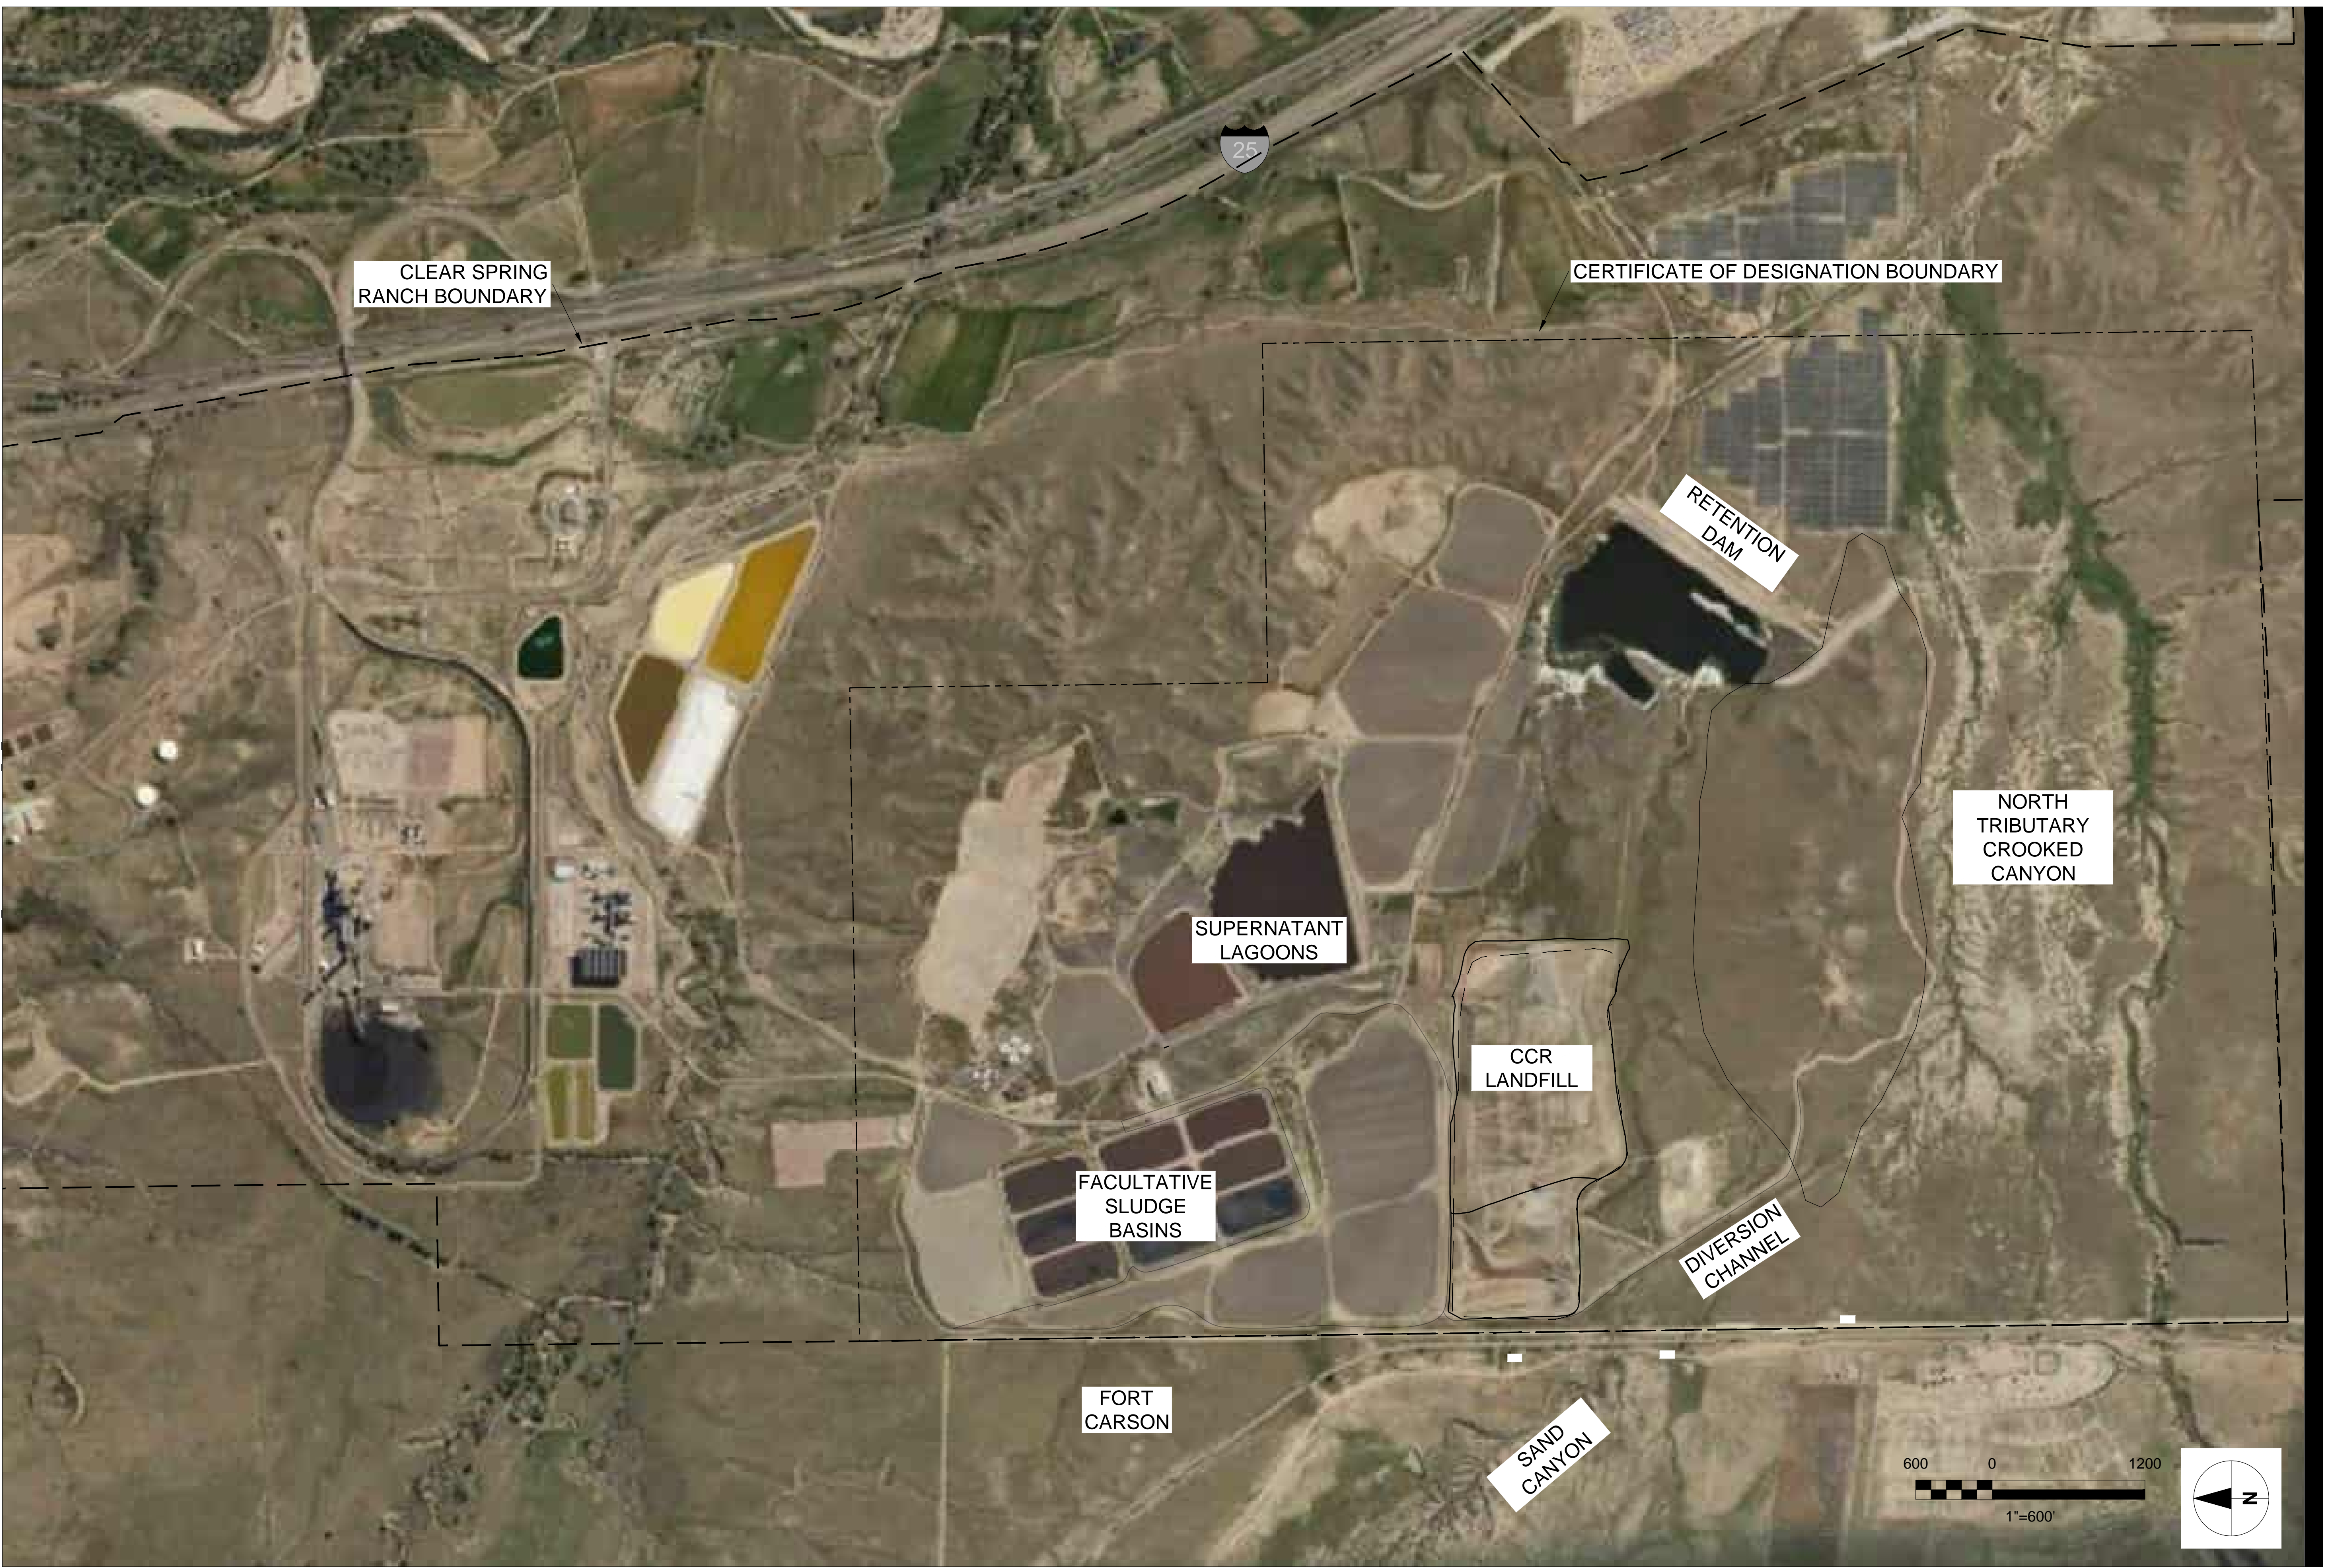 25
CLEAR SPRING
RANCH BOUNDARY
CERTIFICATE OF DESIGNATION BOUNDARY
RETENTION
DAM
NORTH
TRIBUTARY
CROOKED
CANYON
SUPERNATANT
LAGOONS
CCR
LANDFILL
FACULTATIVE
SLUDGE
BASINS
DIVERSION
CHANNEL
FORT
CARSON
SAND
CANYON
600 0 1200
1"=600'
N